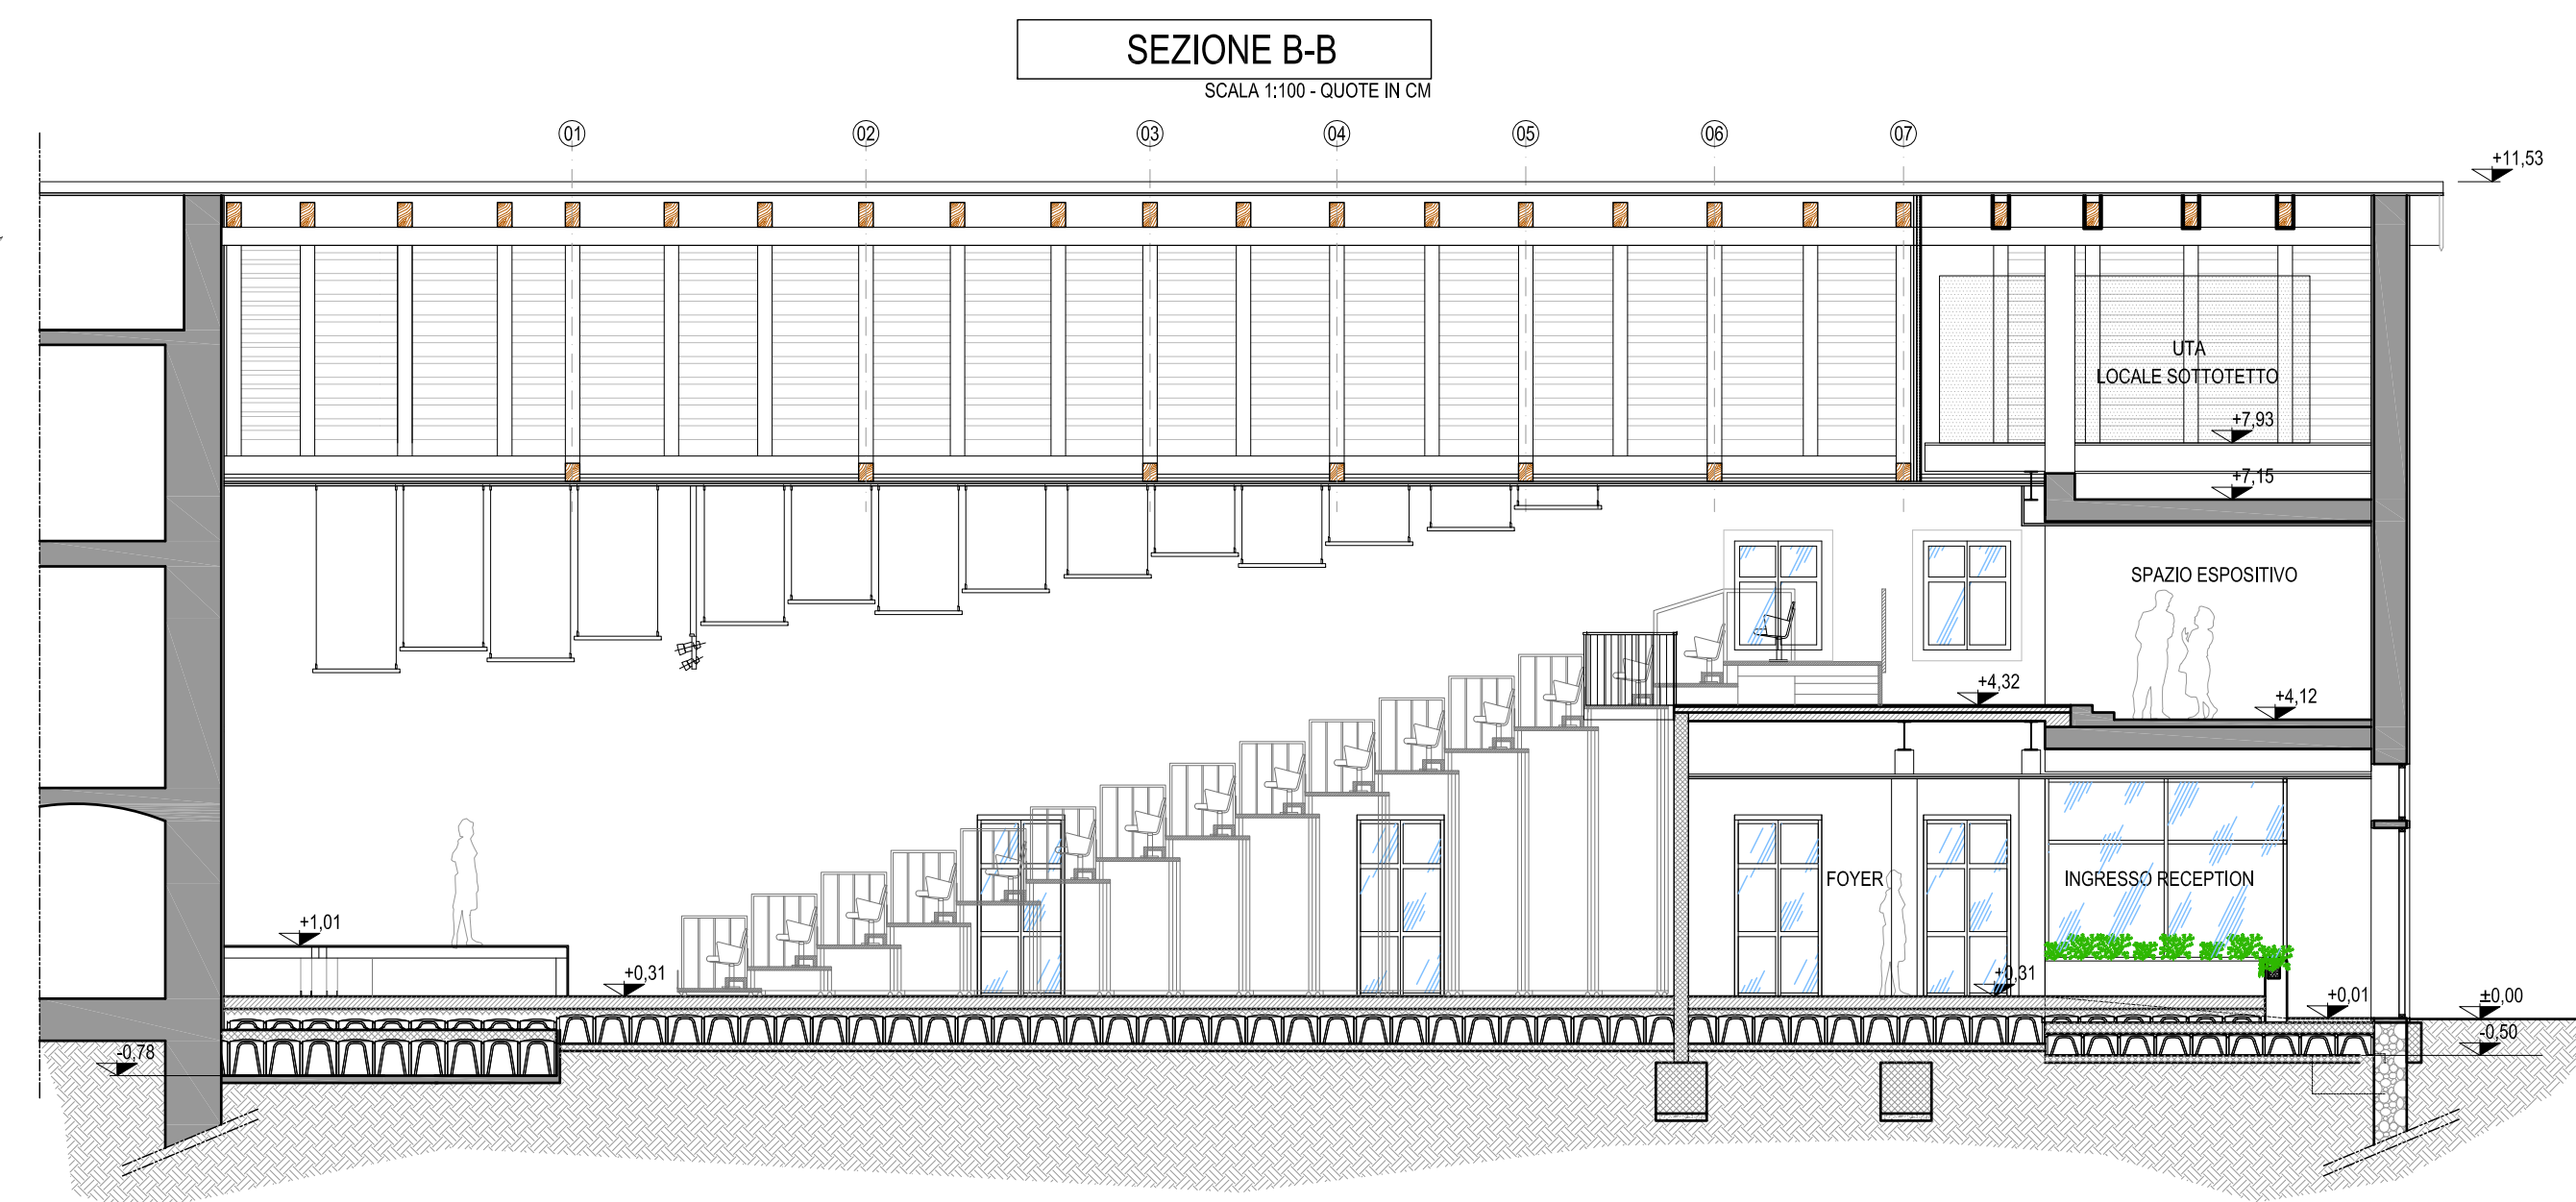 SEZIONE B-B
SCALA 1:100 - QUOTE IN CM
01 02 03 04 05 06 07
+11,53
UTA
LOCALE SOTTOTETTO
+7,93
+7,15
SPAZIO ESPOSITIVO
+4,32
+4,12
FOYER
INGRESSO RECEPTION
+1,01
+0,31
+0,31
+0,01
±0,00
-0,50
-0,78